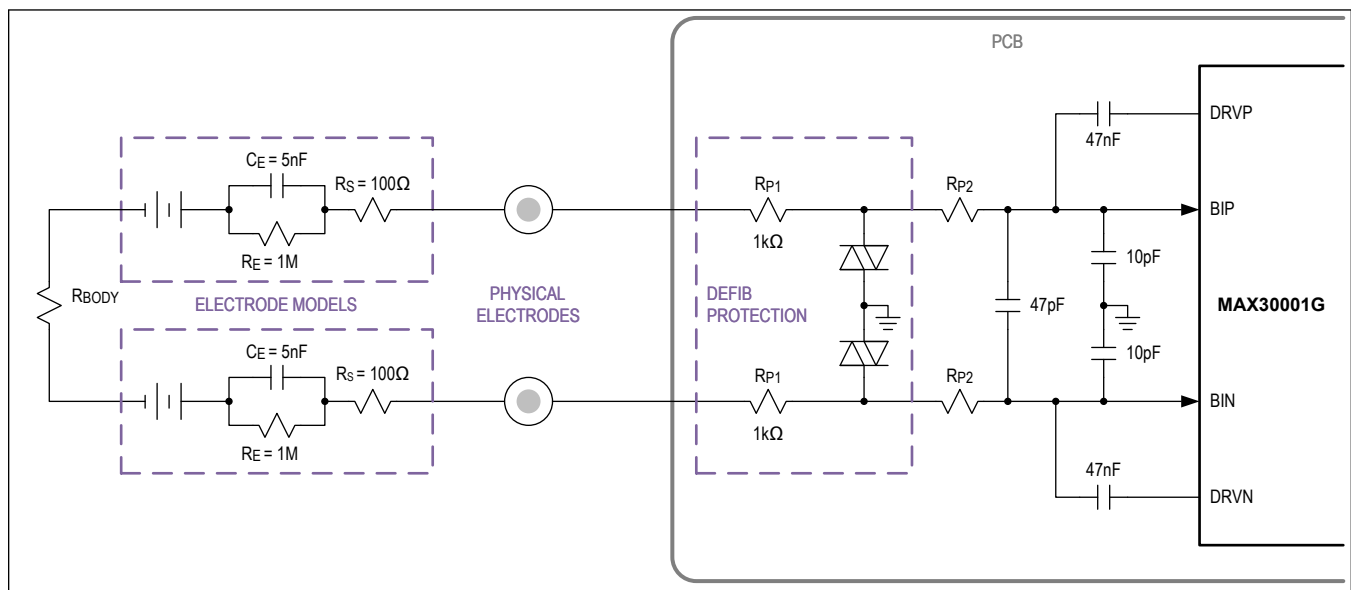 PCB
DRVP
47nF
CE = 5nF
RS = 100Ω
RP1
RP2
1kΩ
BIP
RE = 1M
10pF
RBODY
ELECTRODE MODELS
PHYSICAL
ELECTRODES
DEFIB
PROTECTION
47pF
MAX30001G
10pF
CE = 5nF
RS = 100Ω
RP1
RP2
1kΩ
BIN
RE = 1M
47nF
DRVN